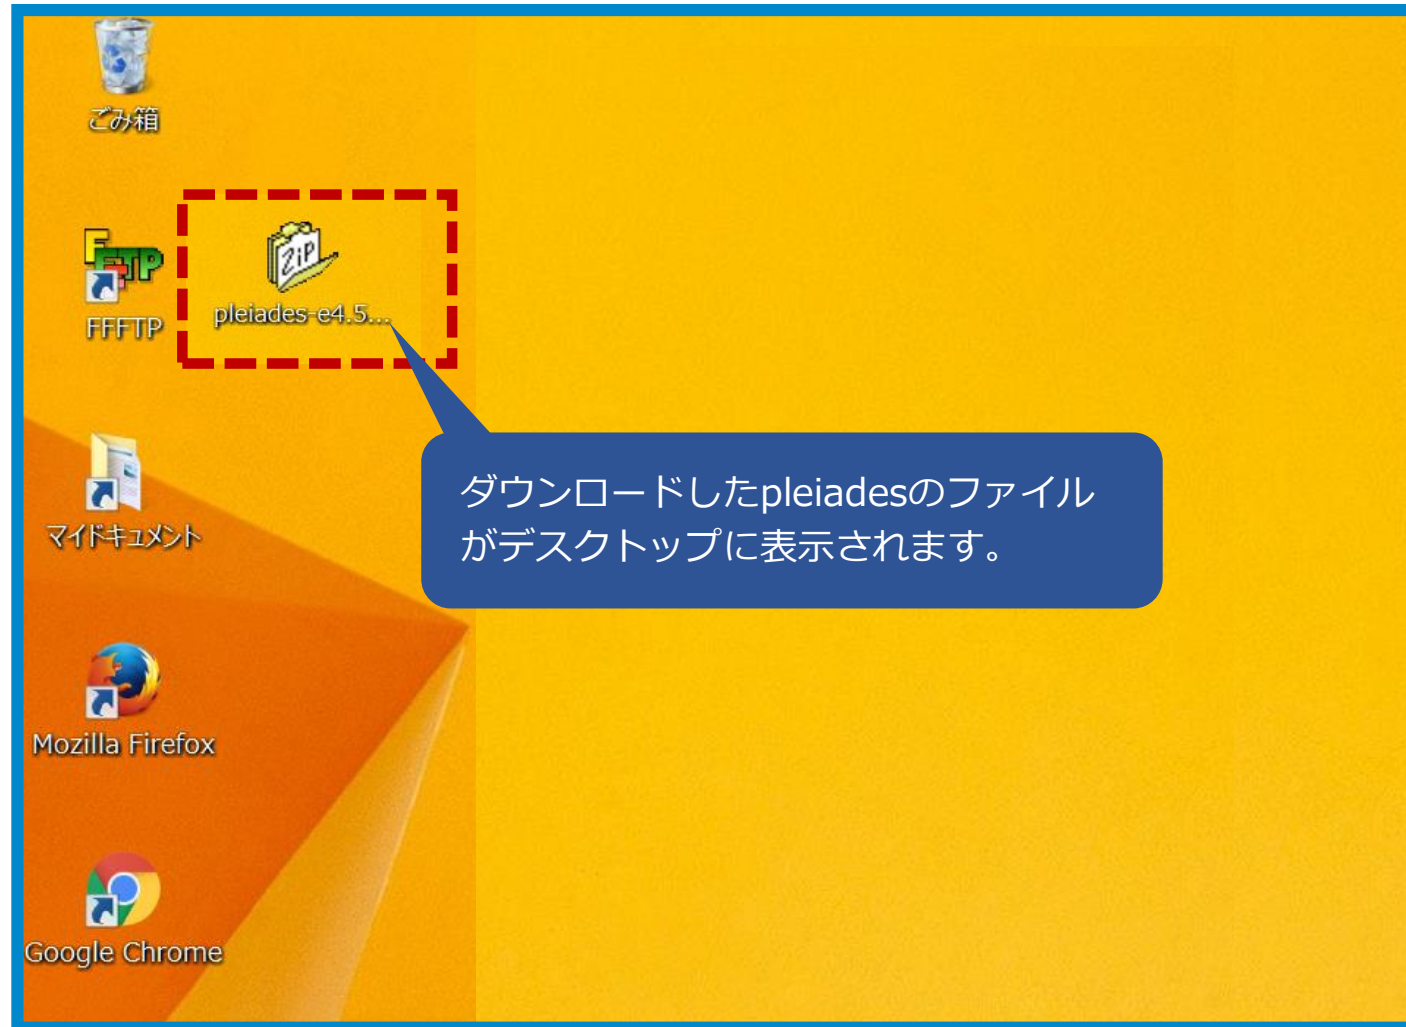 ごみ箱
FFFTP
ZiP
pleiades-e4.5...
ダウンロードしたpleiadesのファイル
がデスクトップに表示されます。
マイドキュメント
Mozilla Firefox
Google Chrome